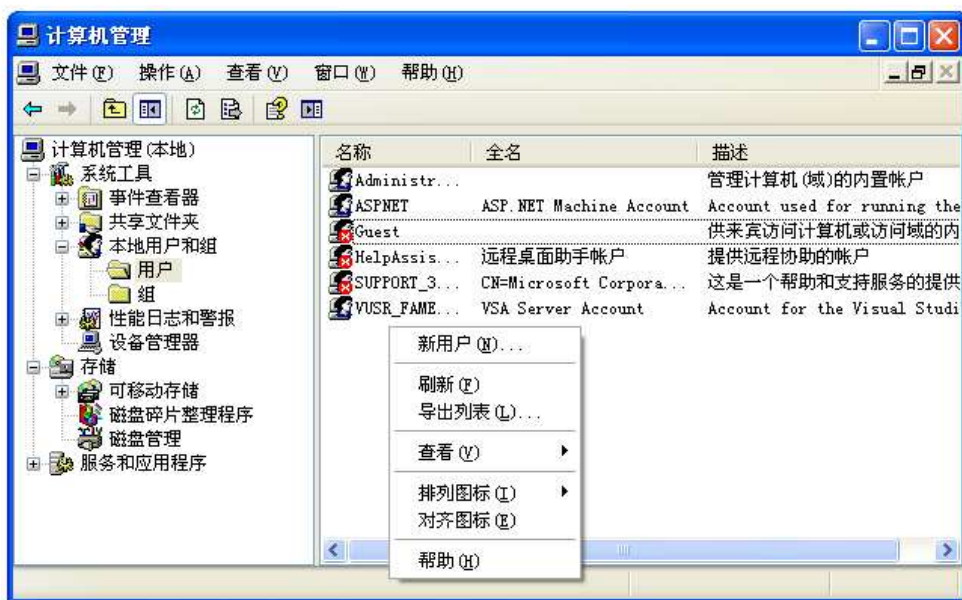 计算机管理
文件(F) 操作(A) 查看(V) 窗口(W) 帮助(H)
计算机管理(本地)
系统工具
事件查看器
共享文件夹
本地用户和组
用户
组
性能日志和警报
设备管理器
存储
可移动存储
磁盘碎片整理程序
磁盘管理
服务和应用程序
名称 全名 描述
Administr... 管理计算机(域)的内置帐户
ASPNET ASP.NET Machine Account Account used for running the
Guest 供来宾访问计算机或访问域的内
HelpAssis... 远程桌面助手帐户 提供远程协助的帐户
SUPPORT_3... CN=Microsoft Corpora... 这是一个帮助和支持服务的提供
VUSR_FAME... VSA Server Account Account for the Visual Studi
新用户(N)...
刷新(F)
导出列表(L)...
查看(V)
排列图标(I)
对齐图标(E)
帮助(H)